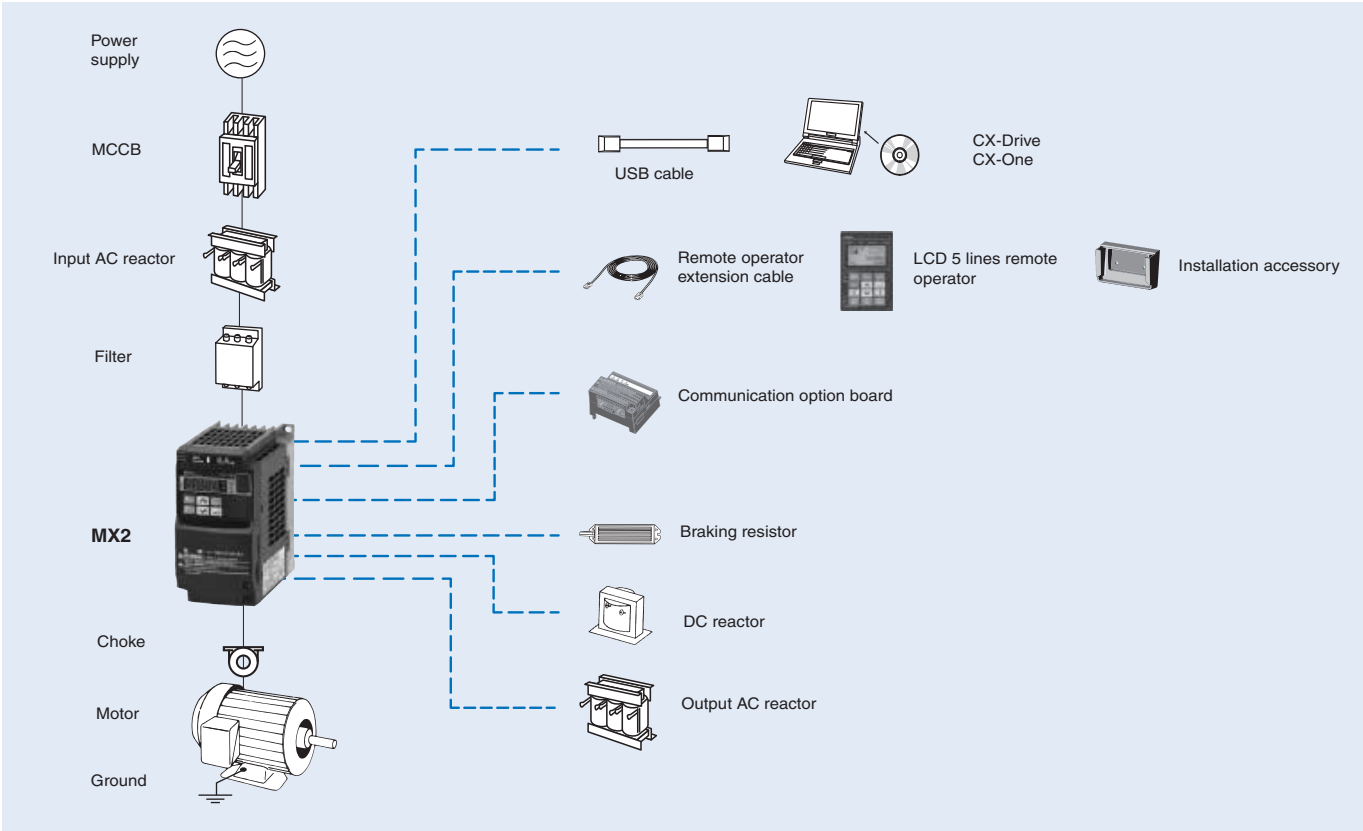 Power
supply
MCCB
USB cable
CX-Drive
CX-One
Input AC reactor
Remote operator
extension cable
LCD 5 lines remote
operator
Installation accessory
Filter
Communication option board
MX2
Braking resistor
DC reactor
Choke
Output AC reactor
Motor
Ground